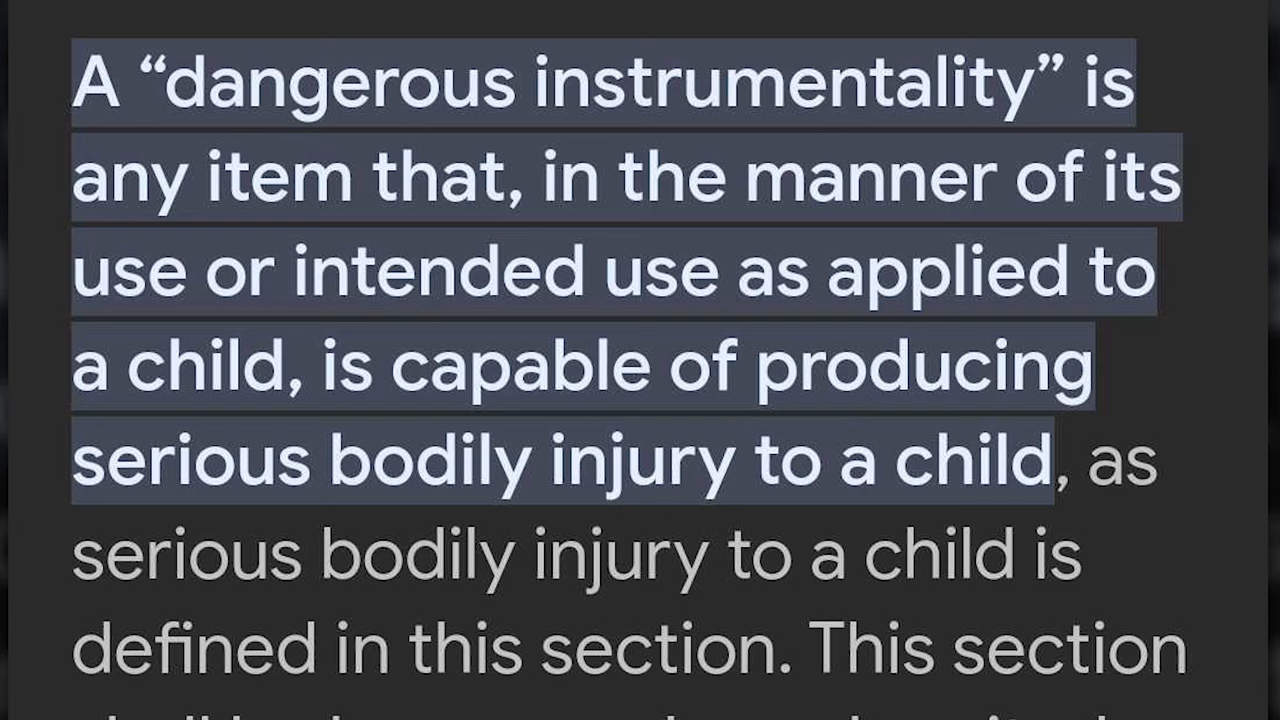 A “dangerous instrumentality” is
any item that, in the manner of its
use or intended use as applied to
a child, is capable of producing
serious bodily injury to a child, as
serious bodily injury to a child is
defined in this section. This section